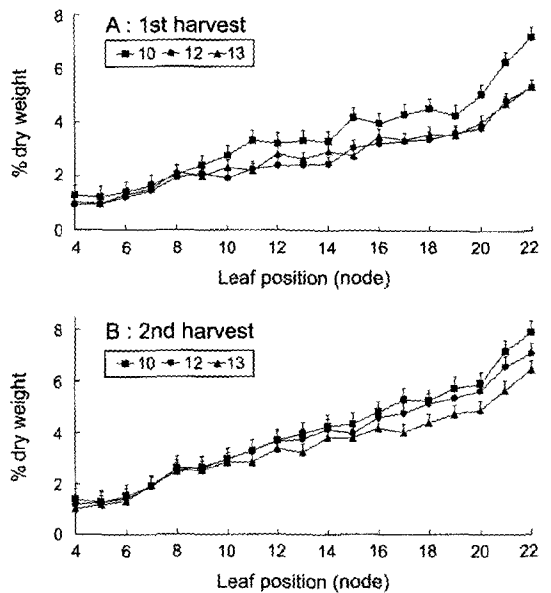 A : 1st harvest
10 12 13
% dry weight
8
6
4
2
0
4 6 8 10 12 14 16 18 20 22
Leaf position (node)
B : 2nd harvest
10 12 13
% dry weight
8
6
4
2
0
4 6 8 10 12 14 16 18 20 22
Leaf position (node)